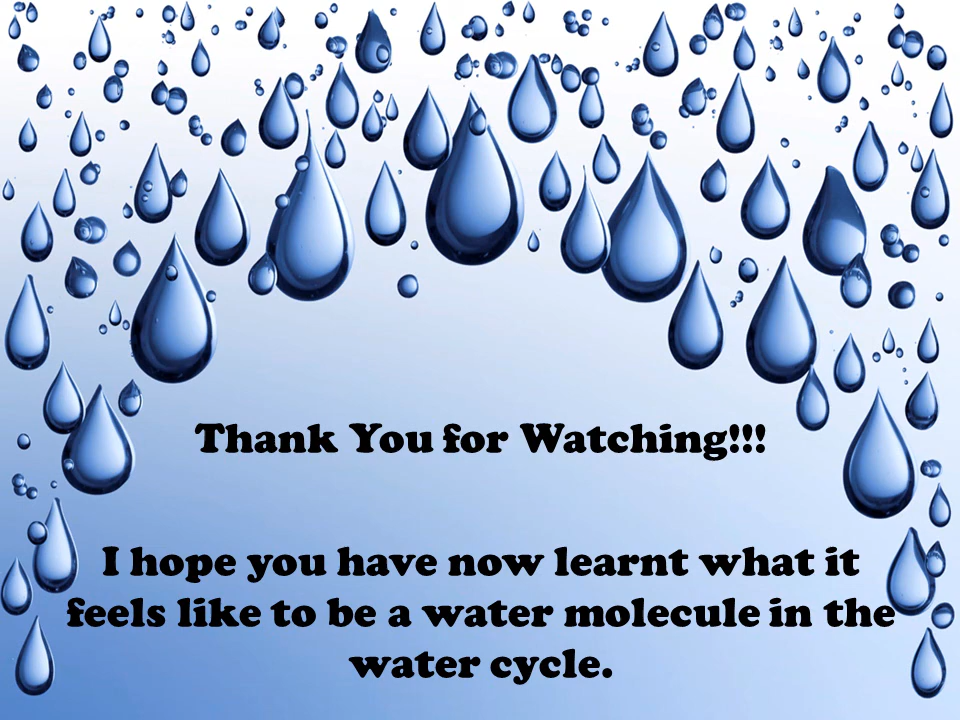 Thank You for Watching!!!
I hope you have now learnt what it
feels like to be a water molecule in the
water cycle.